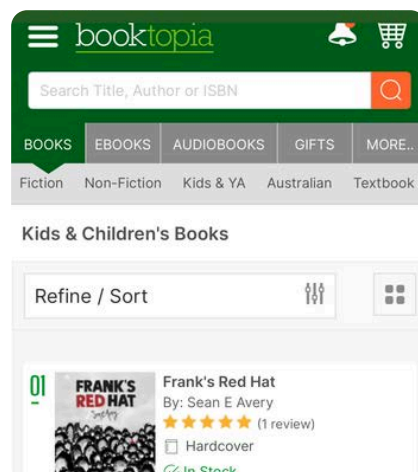 booktopia
Search Title, Author or ISBN
BOOKS EBOOKS AUDIOBOOKS GIFTS MORE..
Fiction Non-Fiction Kids & YA Australian Textbook
Kids & Children's Books
Refine / Sort
01
FRANK'S
RED HAT
Sean Avery
Frank's Red Hat
By: Sean E Avery
(1 review)
Hardcover
In Stock